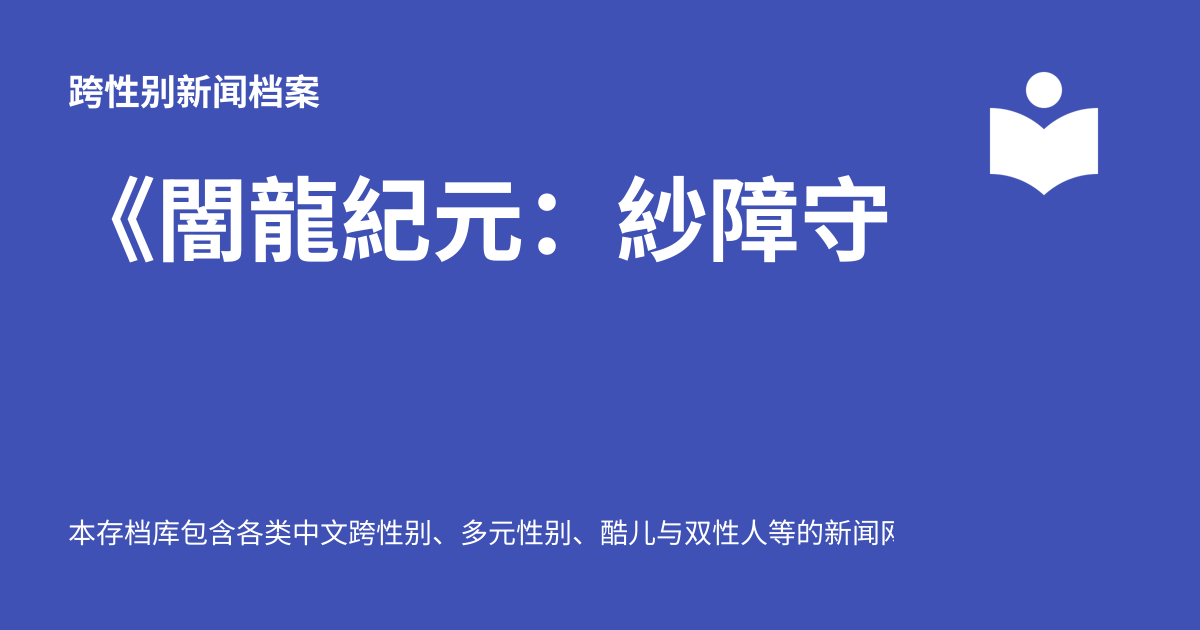 跨性别新闻档案
《闇龍紀元：紗障守
本存档库包含各类中文跨性别、多元性别、酷儿与双性人等的新闻网